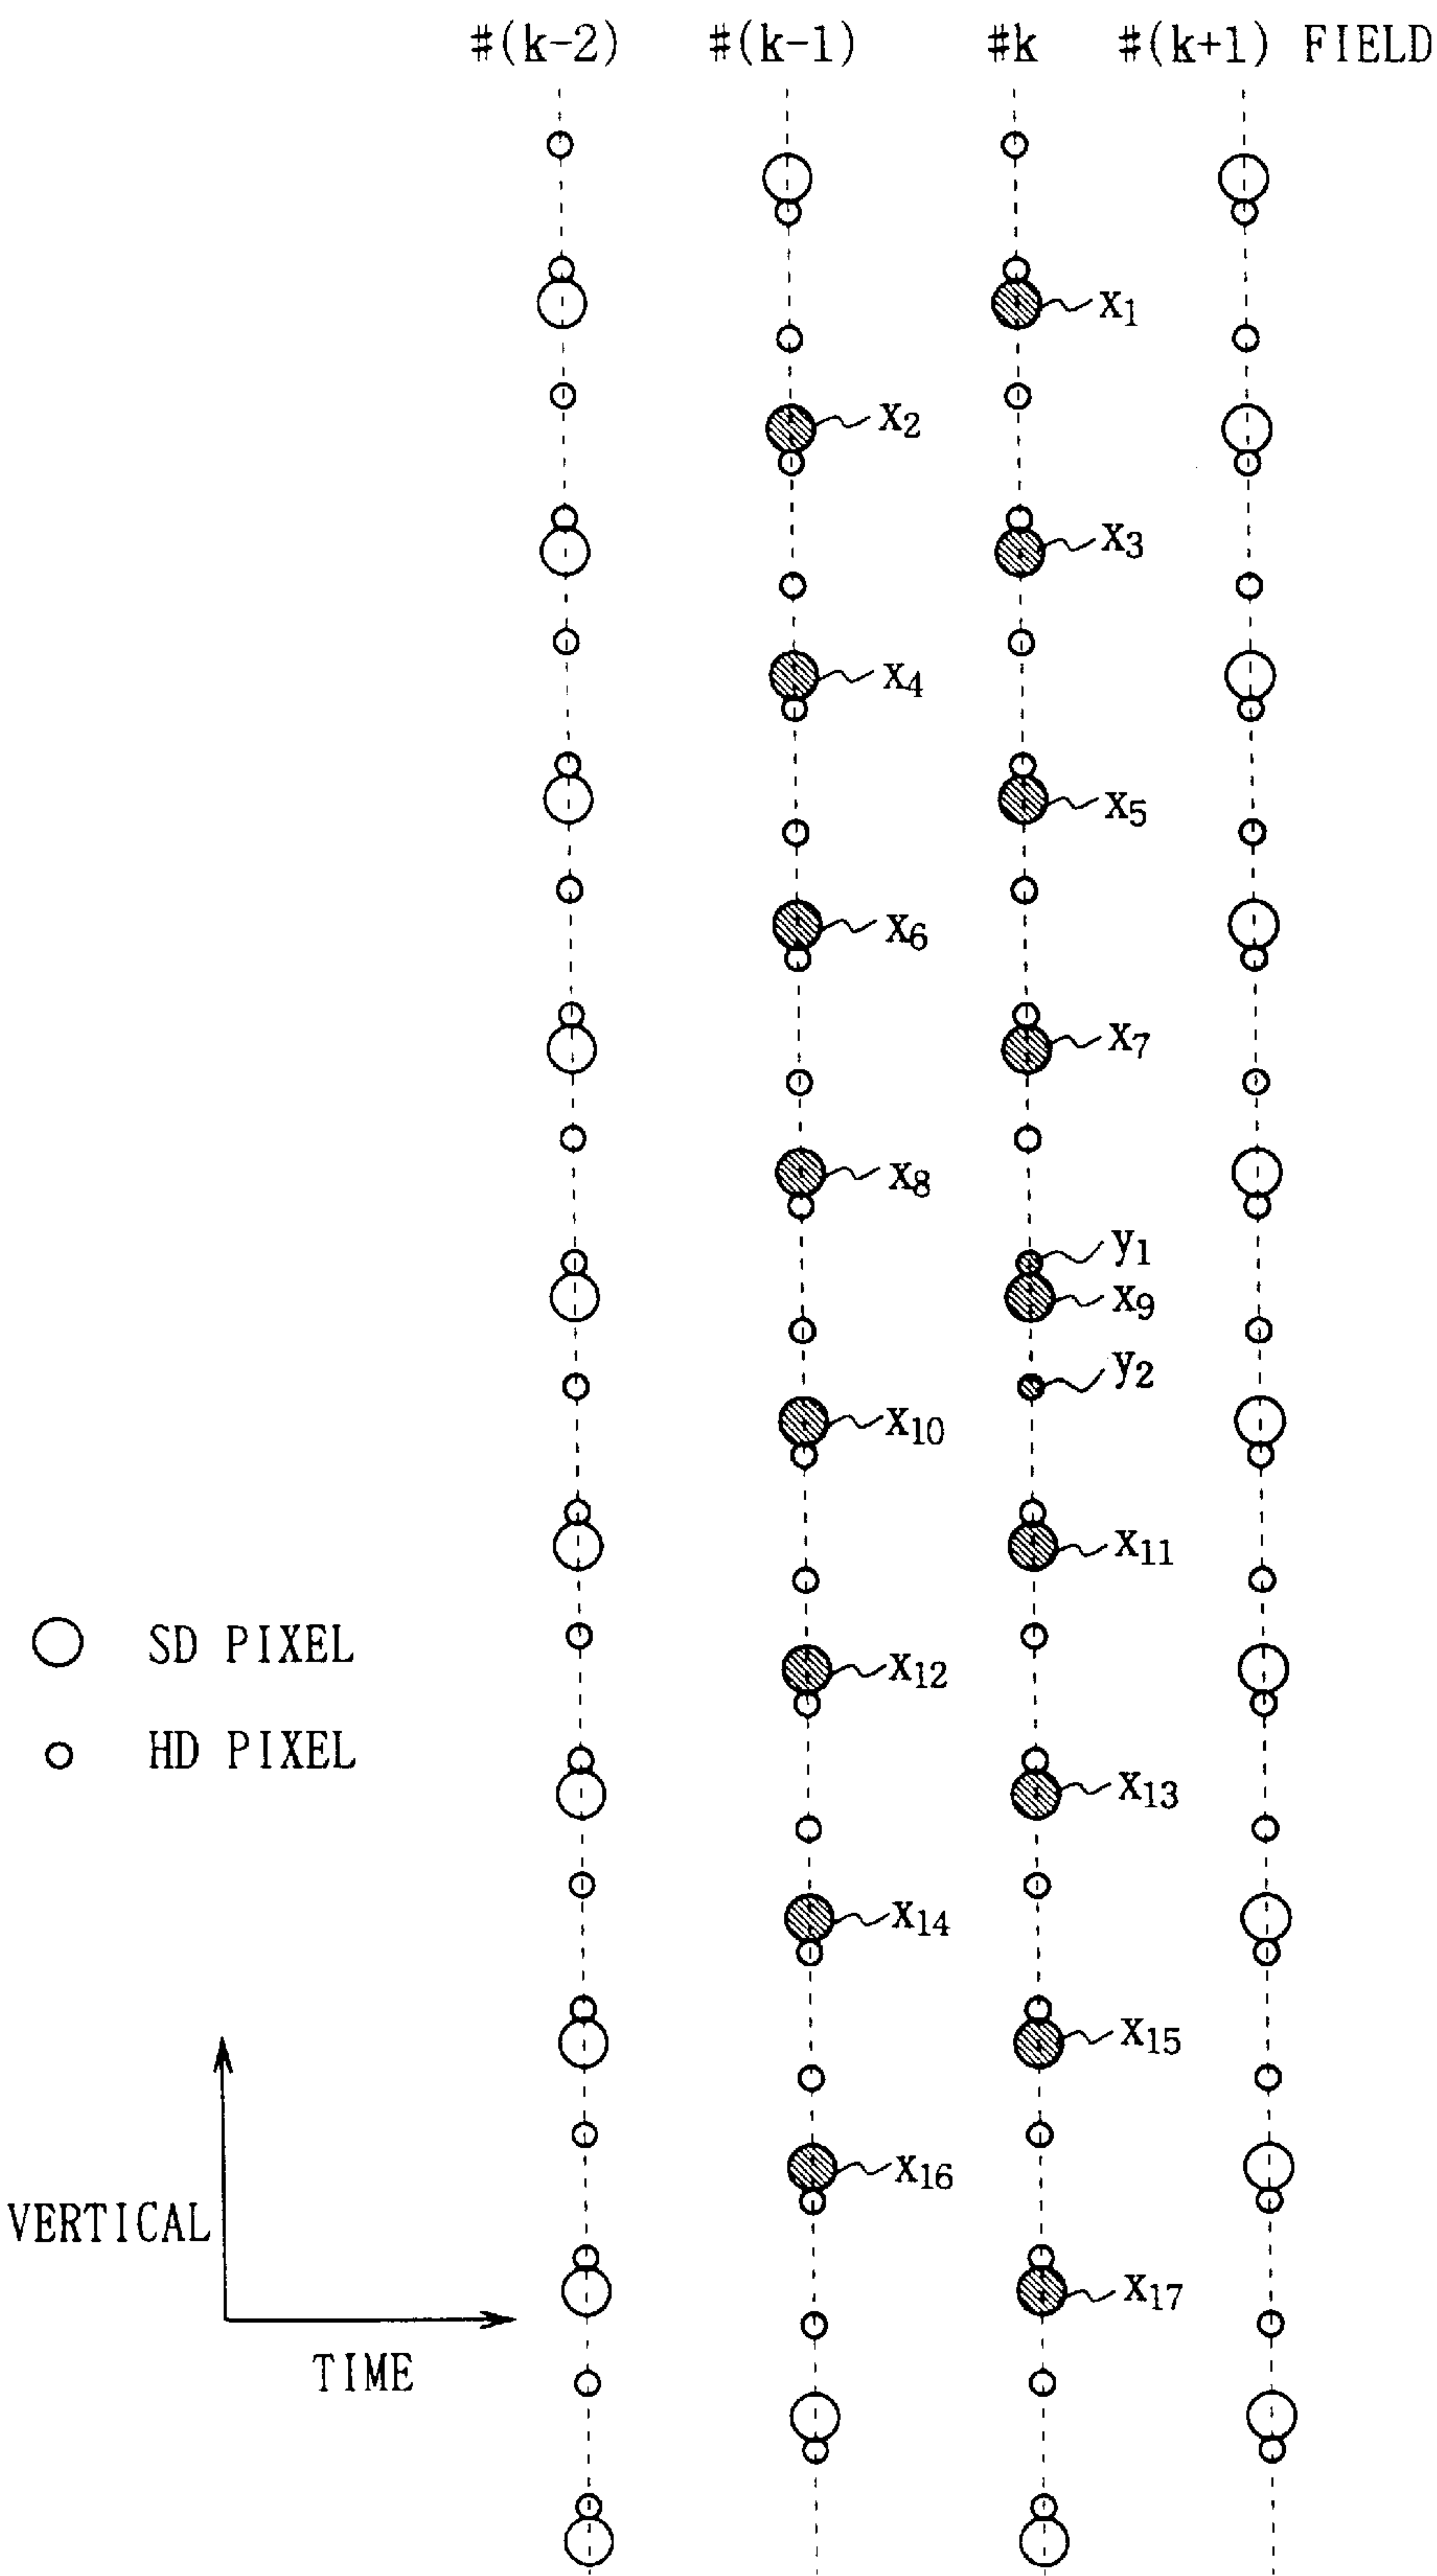 #(k-2) #(k-1) #k #(k+1) FIELD
x1
x2
x3
x4
x5
x6
x7
x8
y1
x9
y2
x10
x11
x12
SD PIXEL
HD PIXEL
x13
x14
x15
x16
VERTICAL
x17
TIME